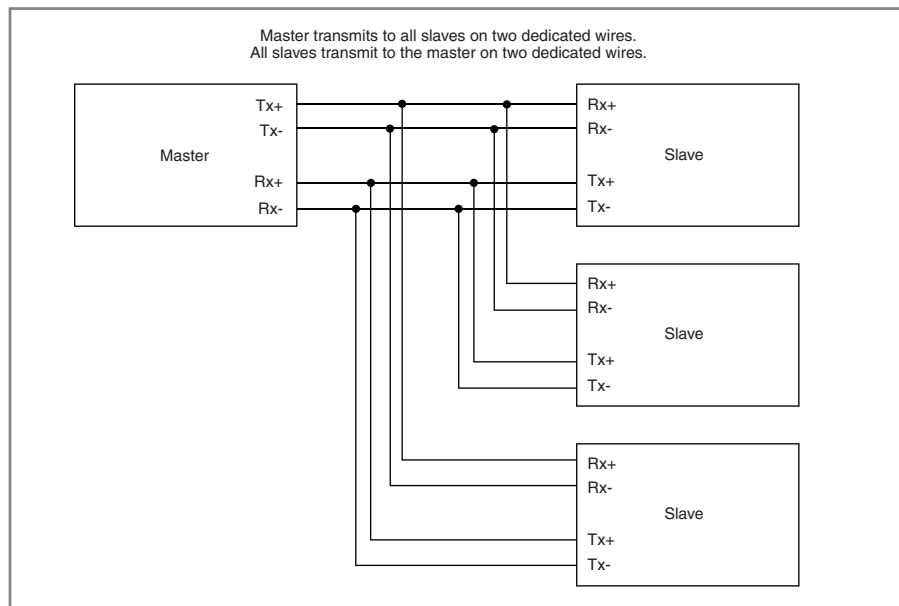 Master transmits to all slaves on two dedicated wires.
All slaves transmit to the master on two dedicated wires.
Tx+
Tx-
Master
Rx+
Rx-
Rx+
Rx-
Slave
Tx+
Tx-
Rx+
Rx-
Slave
Tx+
Tx-
Rx+
Rx-
Slave
Tx+
Tx-